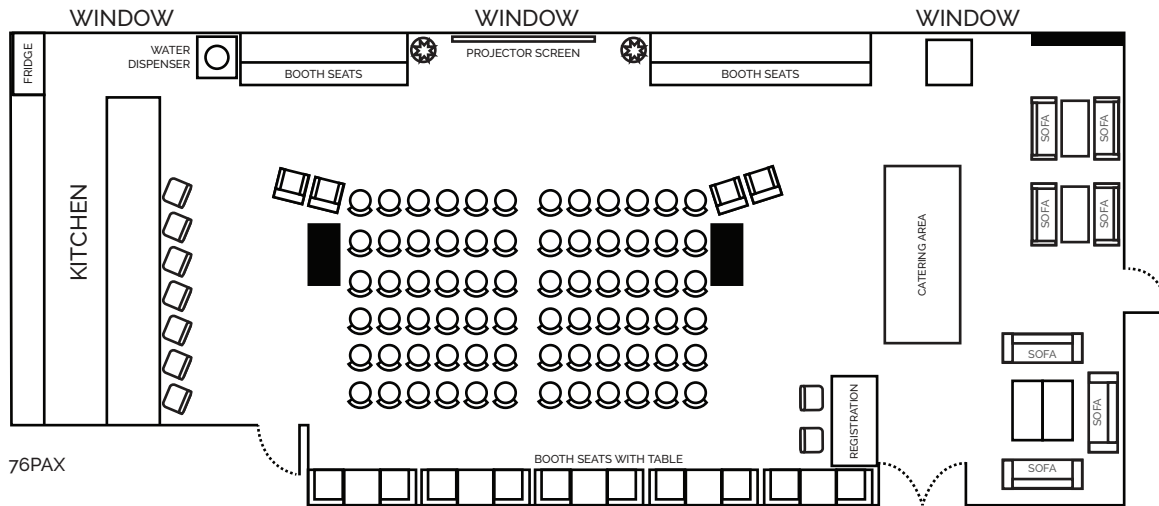 WINDOW
WINDOW
WINDOW
FRIDGE
WATER
DISPENSER
BOOTH SEATS
PROJECTOR SCREEN
BOOTH SEATS
SOFA
SOFA
SOFA
SOFA
KITCHEN
CATERING AREA
SOFA
SOFA
SOFA
REGISTRATION
BOOTH SEATS WITH TABLE
76PAX